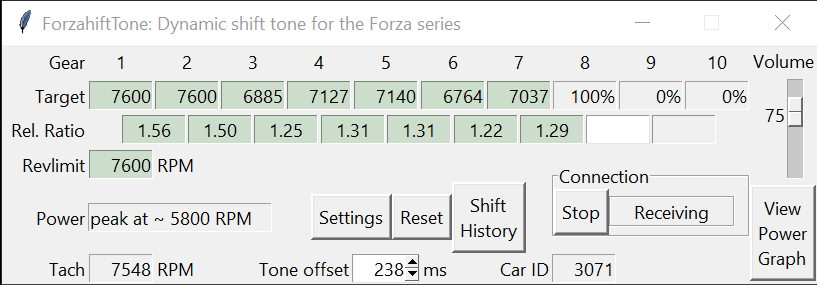 ForzahiftTone: Dynamic shift tone for the Forza series
Gear 1 2 3 4 5 6 7 8 9 10 Volume
Target 7600 7600 6885 7127 7140 6764 7037 100% 0% 0%
75
Rel. Ratio 1.56 1.50 1.25 1.31 1.31 1.22 1.29
Revlimit 7600 RPM
Connection
Power peak at ~ 5800 RPM
Settings
Reset
Shift
History
Stop
Receiving
View
Power
Graph
Tach 7548 RPM
Tone offset 238 ms
Car ID 3071